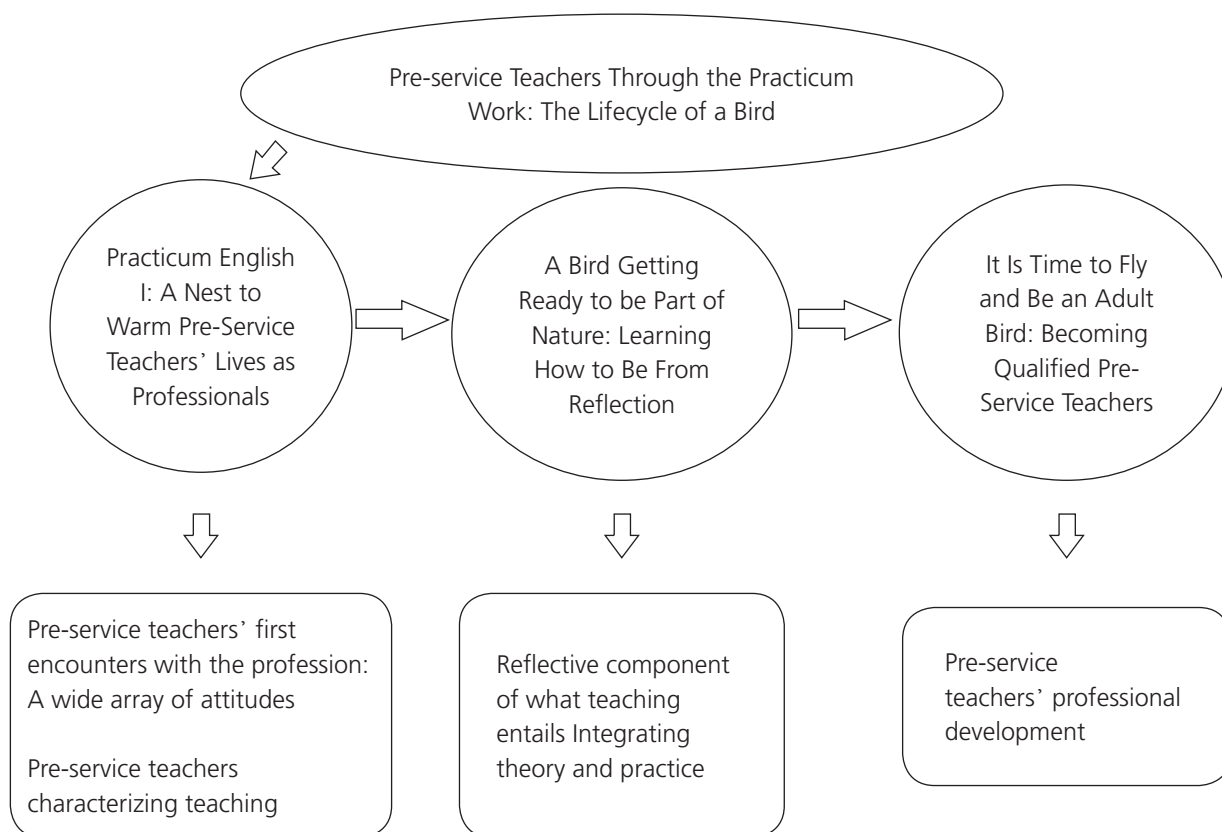 Pre-service Teachers Through the Practicum
Work: The Lifecycle of a Bird
Practicum English
I: A Nest to
Warm Pre-Service
Teachers’ Lives as
Professionals
A Bird Getting
Ready to be Part of
Nature: Learning
How to Be From
Reflection
It Is Time to Fly
and Be an Adult
Bird: Becoming
Qualified Pre-
Service Teachers
Pre-service teachers’ first
encounters with the profession:
A wide array of attitudes
Pre-service teachers
characterizing teaching
Reflective component
of what teaching
entails Integrating
theory and practice
Pre-service
teachers’ professional
development